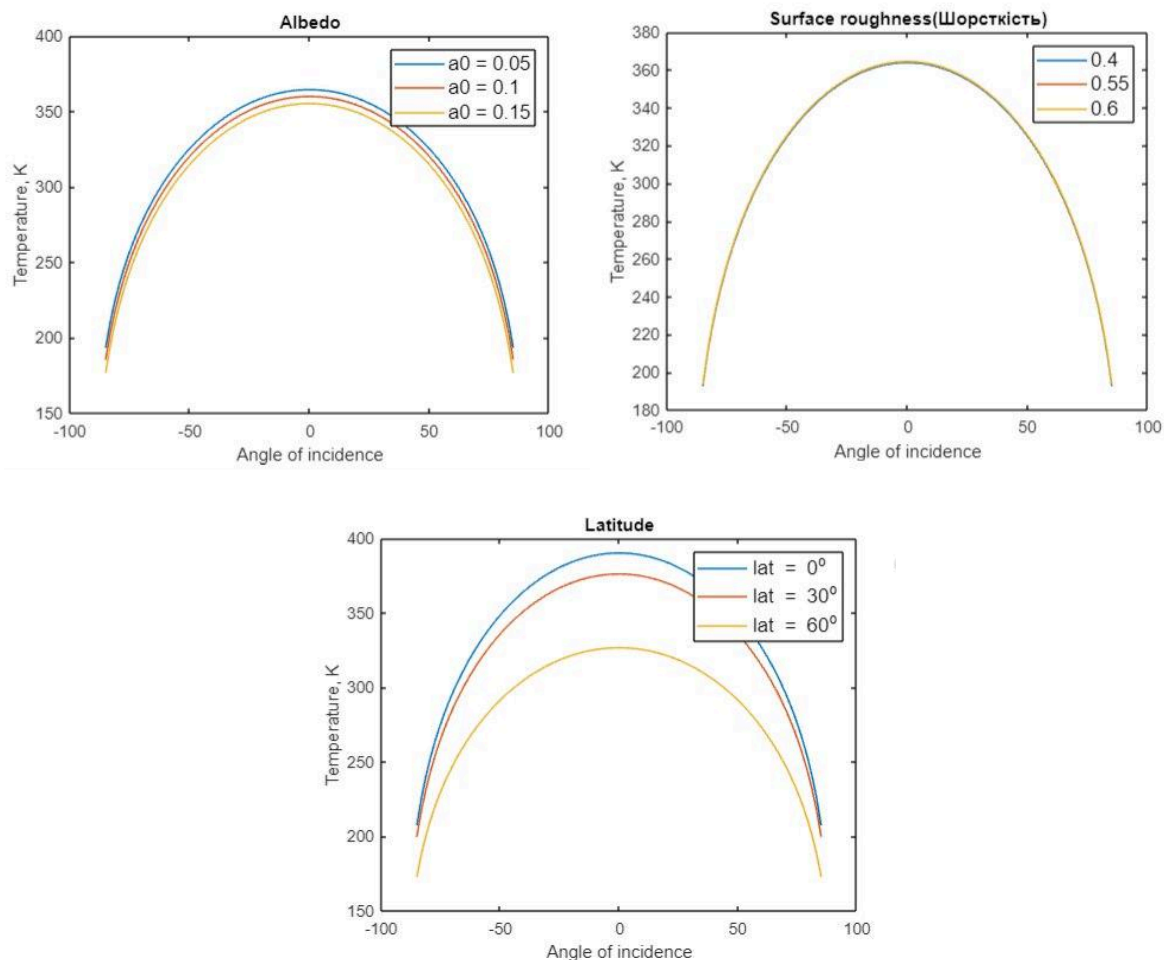 Albedo
400
350
300
250
200
150
-100
-50
0
50
100
Temperature, K
Angle of incidence
a0 = 0.05
a0 = 0.1
a0 = 0.15
Surface roughness(Шорсткість)
380
360
340
320
300
280
260
240
220
200
180
-100
-50
0
50
100
Temperature, K
Angle of incidence
0.4
0.55
0.6
Latitude
400
350
300
250
200
150
-100
-50
0
50
100
Temperature, K
Angle of incidence
lat = 0º
lat = 30º
lat = 60º